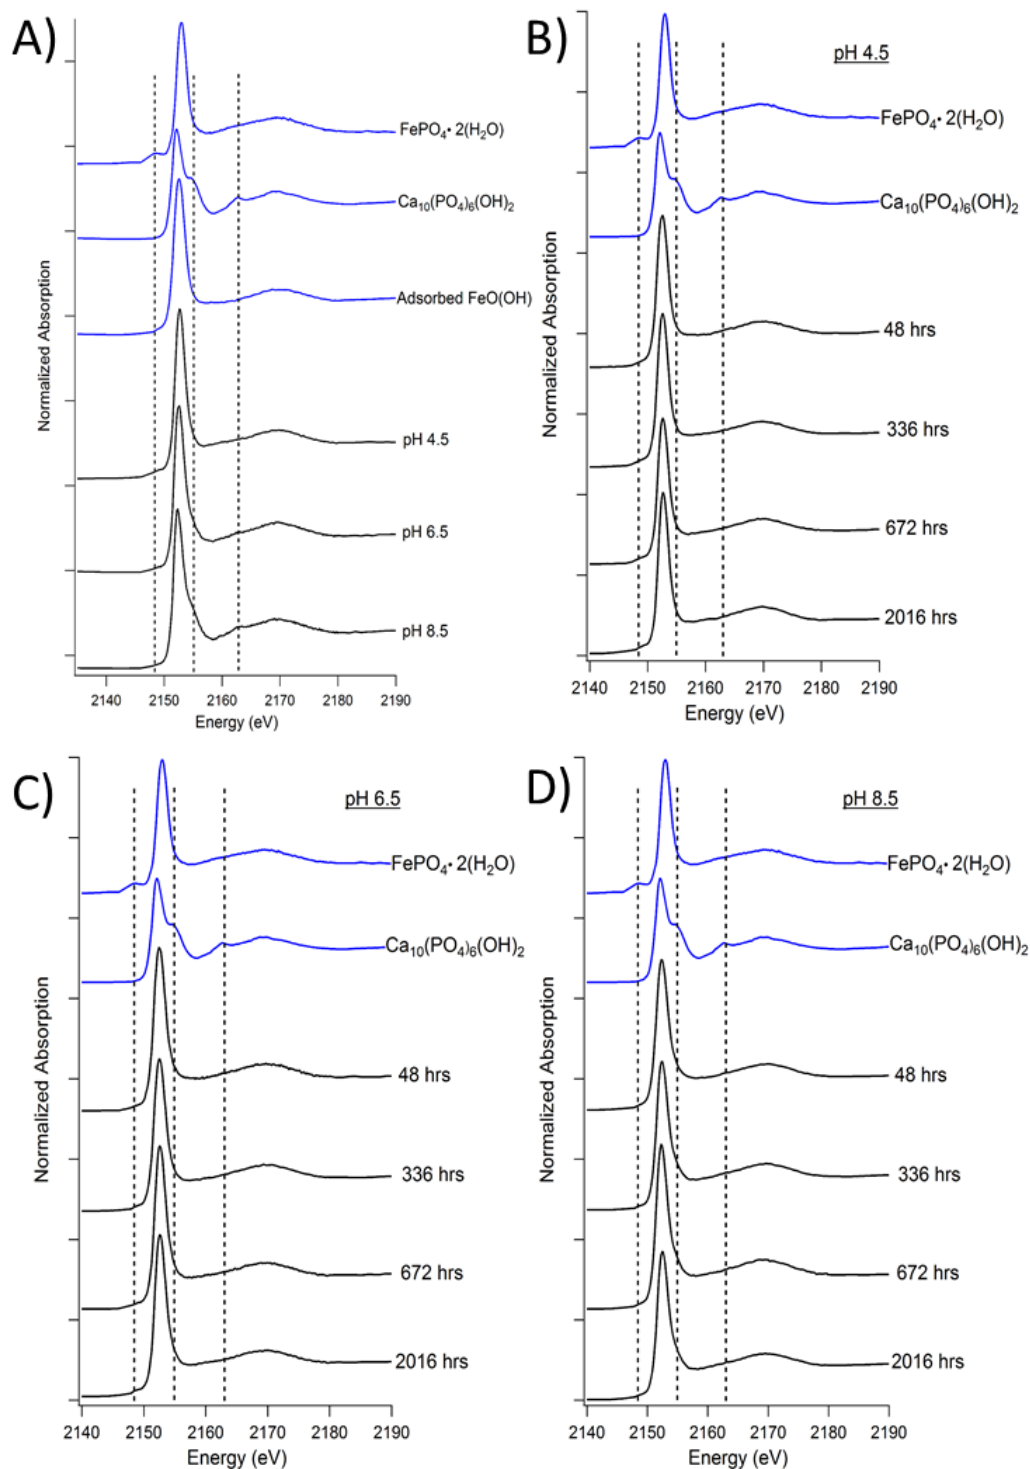 A)
FePO₄· 2(H₂O)
Ca₁₀(PO₄)₆(OH)₂
Adsorbed FeO(OH)
pH 4.5
pH 6.5
pH 8.5
Normalized Absorption
2140 2150 2160 2170 2180 2190
Energy (eV)
B)
pH 4.5
FePO₄· 2(H₂O)
Ca₁₀(PO₄)₆(OH)₂
48 hrs
336 hrs
672 hrs
2016 hrs
Normalized Absorption
2140 2150 2160 2170 2180 2190
Energy (eV)
C)
pH 6.5
FePO₄· 2(H₂O)
Ca₁₀(PO₄)₆(OH)₂
48 hrs
336 hrs
672 hrs
2016 hrs
Normalized Absorption
2140 2150 2160 2170 2180 2190
Energy (eV)
D)
pH 8.5
FePO₄· 2(H₂O)
Ca₁₀(PO₄)₆(OH)₂
48 hrs
336 hrs
672 hrs
2016 hrs
Normalized Absorption
2140 2150 2160 2170 2180 2190
Energy (eV)